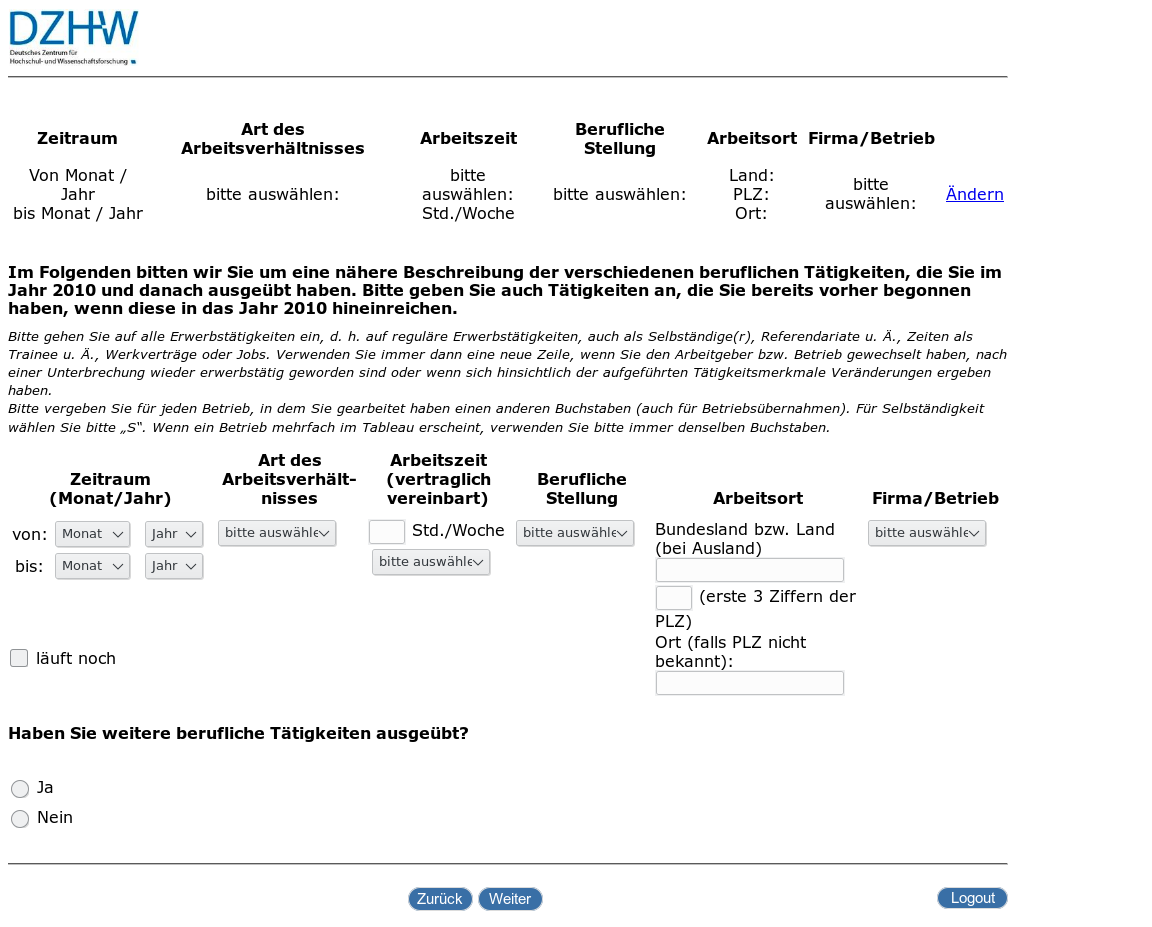 DZHW
Deutsches Zentrum für
Hochschul- und Wissenschaftsforschung
Zeitraum
Art des
Arbeitsverhältnisses
Arbeitszeit
Berufliche
Stellung
Arbeitsort
Firma/Betrieb
Von Monat /
Jahr
bis Monat / Jahr
bitte auswählen:
bitte
auswählen:
Std./Woche
bitte auswählen:
Land:
PLZ:
Ort:
bitte
auswählen:
Ändern
Im Folgenden bitten wir Sie um eine nähere Beschreibung der verschiedenen beruflichen Tätigkeiten, die Sie im
Jahr 2010 und danach ausgeübt haben. Bitte geben Sie auch Tätigkeiten an, die Sie bereits vorher begonnen
haben, wenn diese in das Jahr 2010 hineinreichen.
Bitte gehen Sie auf alle Erwerbstätigkeiten ein, d. h. auf reguläre Erwerbstätigkeiten, auch als Selbständige(r), Referendariate u. Ä., Zeiten als
Trainee u. Ä., Werkverträge oder Jobs. Verwenden Sie immer dann eine neue Zeile, wenn Sie den Arbeitgeber bzw. Betrieb gewechselt haben, nach
einer Unterbrechung wieder erwerbstätig geworden sind oder wenn sich hinsichtlich der aufgeführten Tätigkeitsmerkmale Veränderungen ergeben
haben.
Bitte vergeben Sie für jeden Betrieb, in dem Sie gearbeitet haben einen anderen Buchstaben (auch für Betriebsübernahmen). Für Selbständigkeit
wählen Sie bitte „S“. Wenn ein Betrieb mehrfach im Tableau erscheint, verwenden Sie bitte immer denselben Buchstaben.
Zeitraum
(Monat/Jahr)
Art des
Arbeitsverhält-
nisses
Arbeitszeit
(vertraglich
vereinbart)
Berufliche
Stellung
Arbeitsort
Firma/Betrieb
von: Monat Jahr
bis: Monat Jahr
läuft noch
bitte auswähle
Std./Woche
bitte auswähle
bitte auswähle
Bundesland bzw. Land
(bei Ausland)
(erste 3 Ziffern der
PLZ)
Ort (falls PLZ nicht
bekannt):
bitte auswähle
Haben Sie weitere berufliche Tätigkeiten ausgeübt?
Ja
Nein
Zurück Weiter Logout